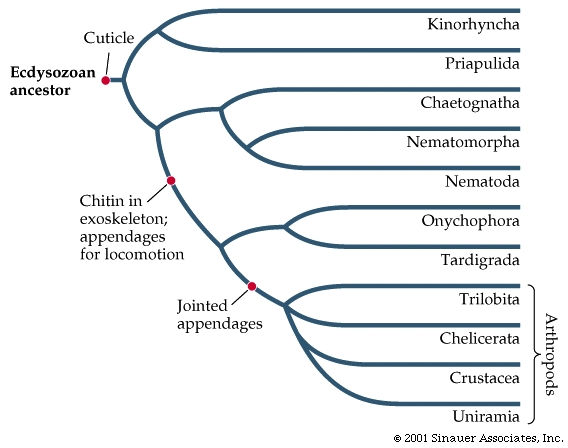 Kinorhyncha
Cuticle
Priapulida
Ecdysozoan
ancestor
Chaetognatha
Nematomorpha
Nematoda
Chitin in
exoskeleton;
appendages
for locomotion
Onychophora
Tardigrada
Jointed
appendages
Trilobita
Chelicerata
Crustacea
Uniramia
Arthropods
© 2001 Sinauer Associates, Inc.